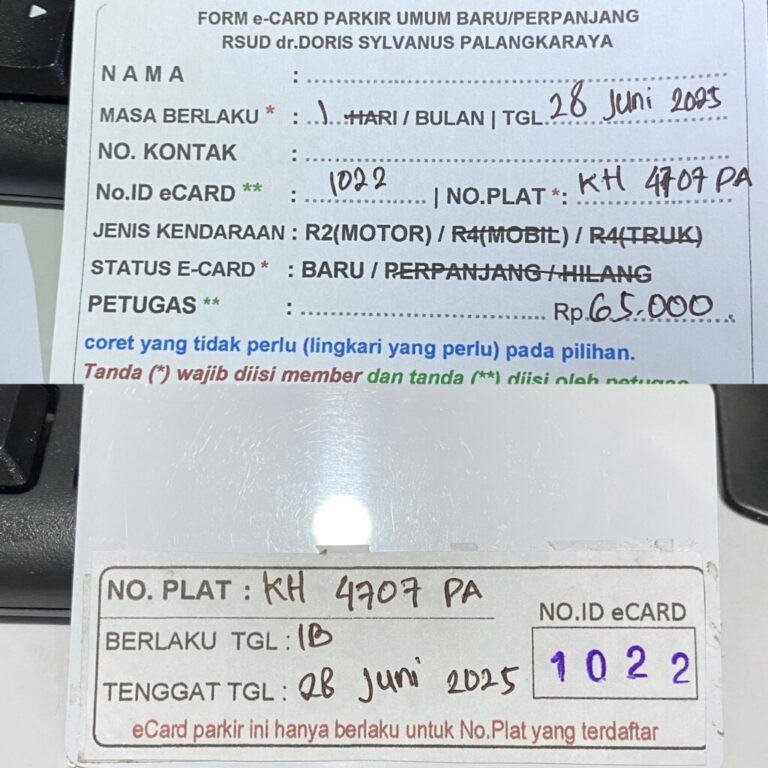 FORM e-CARD PARKIR UMUM BARU/PERPANJANG
RSUD dr.DORIS SYLVANUS PALANGKARAYA
N A M A :
MASA BERLAKU * : 1 HARI / BULAN | TGL. 28 Juni 2025
NO. KONTAK :
No.ID eCARD ** : 1022 | NO.PLAT *: KH 4707 PA
JENIS KENDARAAN : R2(MOTOR) / R4(MOBIL) / R4(TRUK)
STATUS E-CARD * : BARU / PERPANJANG / HILANG
PETUGAS ** : Rp. 65.000
coret yang tidak perlu (lingkari yang perlu) pada pilihan.
Tanda (*) wajib diisi member dan tanda (**) diisi oleh petugas
NO. PLAT : KH 4707 PA
BERLAKU TGL : 1B
TENGGAT TGL : 28 Juni 2025
NO.ID eCARD
1022
eCard parkir ini hanya berlaku untuk No.Plat yang terdaftar